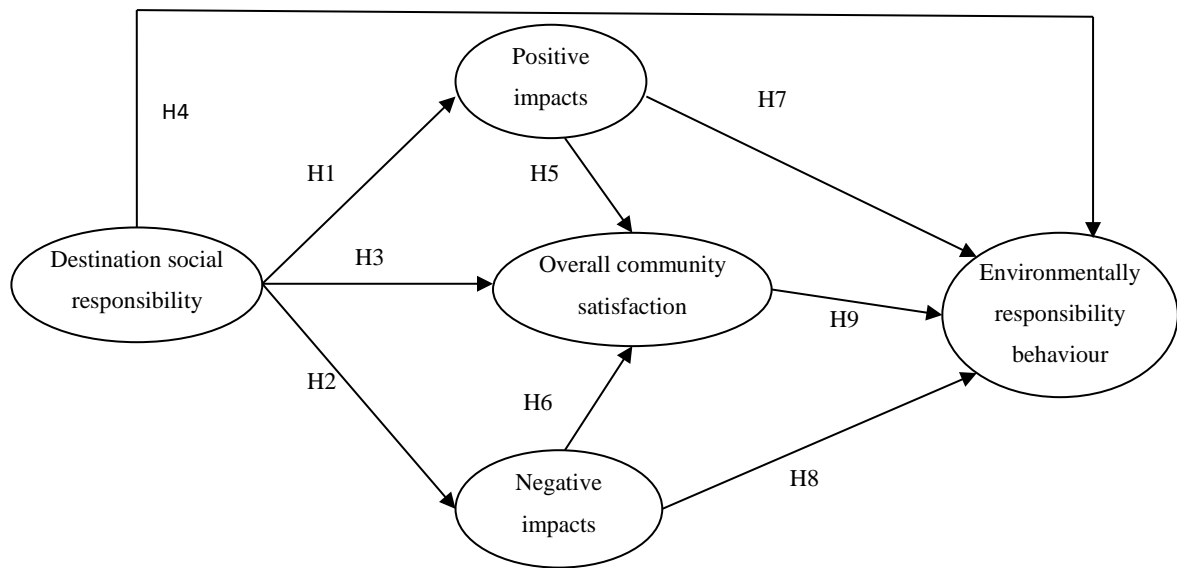 Positive
impacts
H7
H4
H1
H5
Destination social
responsibility
H3
Overall community
satisfaction
Environmentally
responsibility
behaviour
H9
H2
H6
Negative
impacts
H8